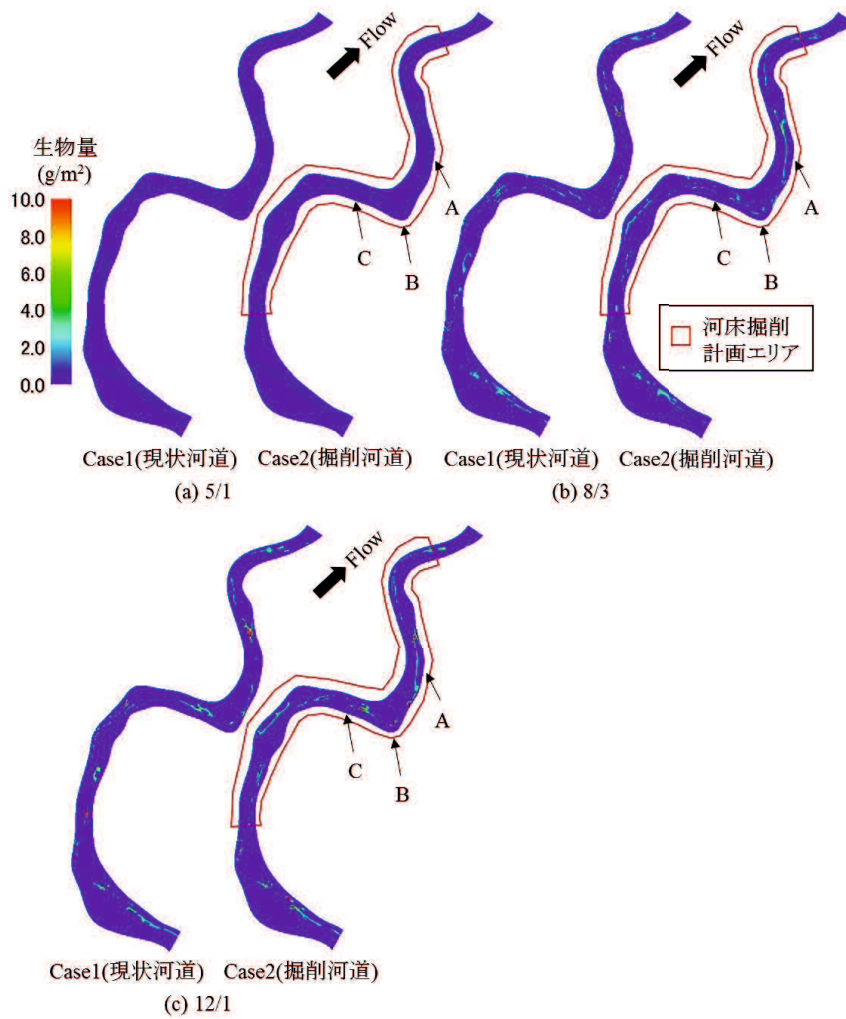 生物量
(g/m²)
10.0
8.0
6.0
4.0
2.0
0.0
Flow
A
B
C
Case1(現状河道)
Case2(掘削河道)
(a) 5/1
Flow
A
B
C
河床掘削
計画エリア
Case1(現状河道)
Case2(掘削河道)
(b) 8/3
Flow
A
B
C
Case1(現状河道)
Case2(掘削河道)
(c) 12/1